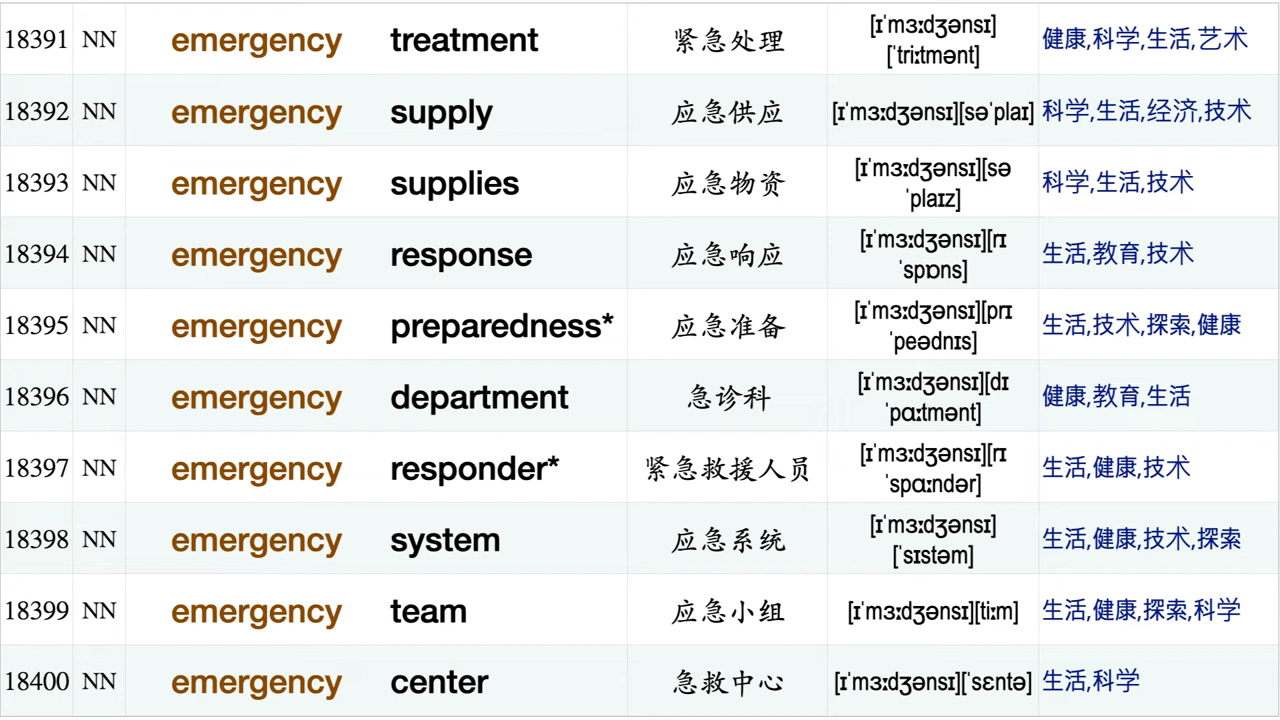 18391 NN emergency treatment 紧急处理 [ɪˈmɜːdʒənsɪ] [ˈtriːtmənt] 健康,科学,生活,艺术
18392 NN emergency supply 应急供应 [ɪˈmɜːdʒənsɪ][səˈplaɪ] 科学,生活,经济,技术
18393 NN emergency supplies 应急物资 [ɪˈmɜːdʒənsɪ][səˈplaɪz] 科学,生活,技术
18394 NN emergency response 应急响应 [ɪˈmɜːdʒənsɪ][rɪˈspɒns] 生活,教育,技术
18395 NN emergency preparedness* 应急准备 [ɪˈmɜːdʒənsɪ][prɪˈpeədnɪs] 生活,技术,探索,健康
18396 NN emergency department 急诊科 [ɪˈmɜːdʒənsɪ][dɪˈpɑːtmənt] 健康,教育,生活
18397 NN emergency responder* 紧急救援人员 [ɪˈmɜːdʒənsɪ][rɪˈspɑːndər] 生活,健康,技术
18398 NN emergency system 应急系统 [ɪˈmɜːdʒənsɪ] [ˈsɪstəm] 生活,健康,技术,探索
18399 NN emergency team 应急小组 [ɪˈmɜːdʒənsɪ][tiːm] 生活,健康,探索,科学
18400 NN emergency center 急救中心 [ɪˈmɜːdʒənsɪ][ˈsɛntə] 生活,科学